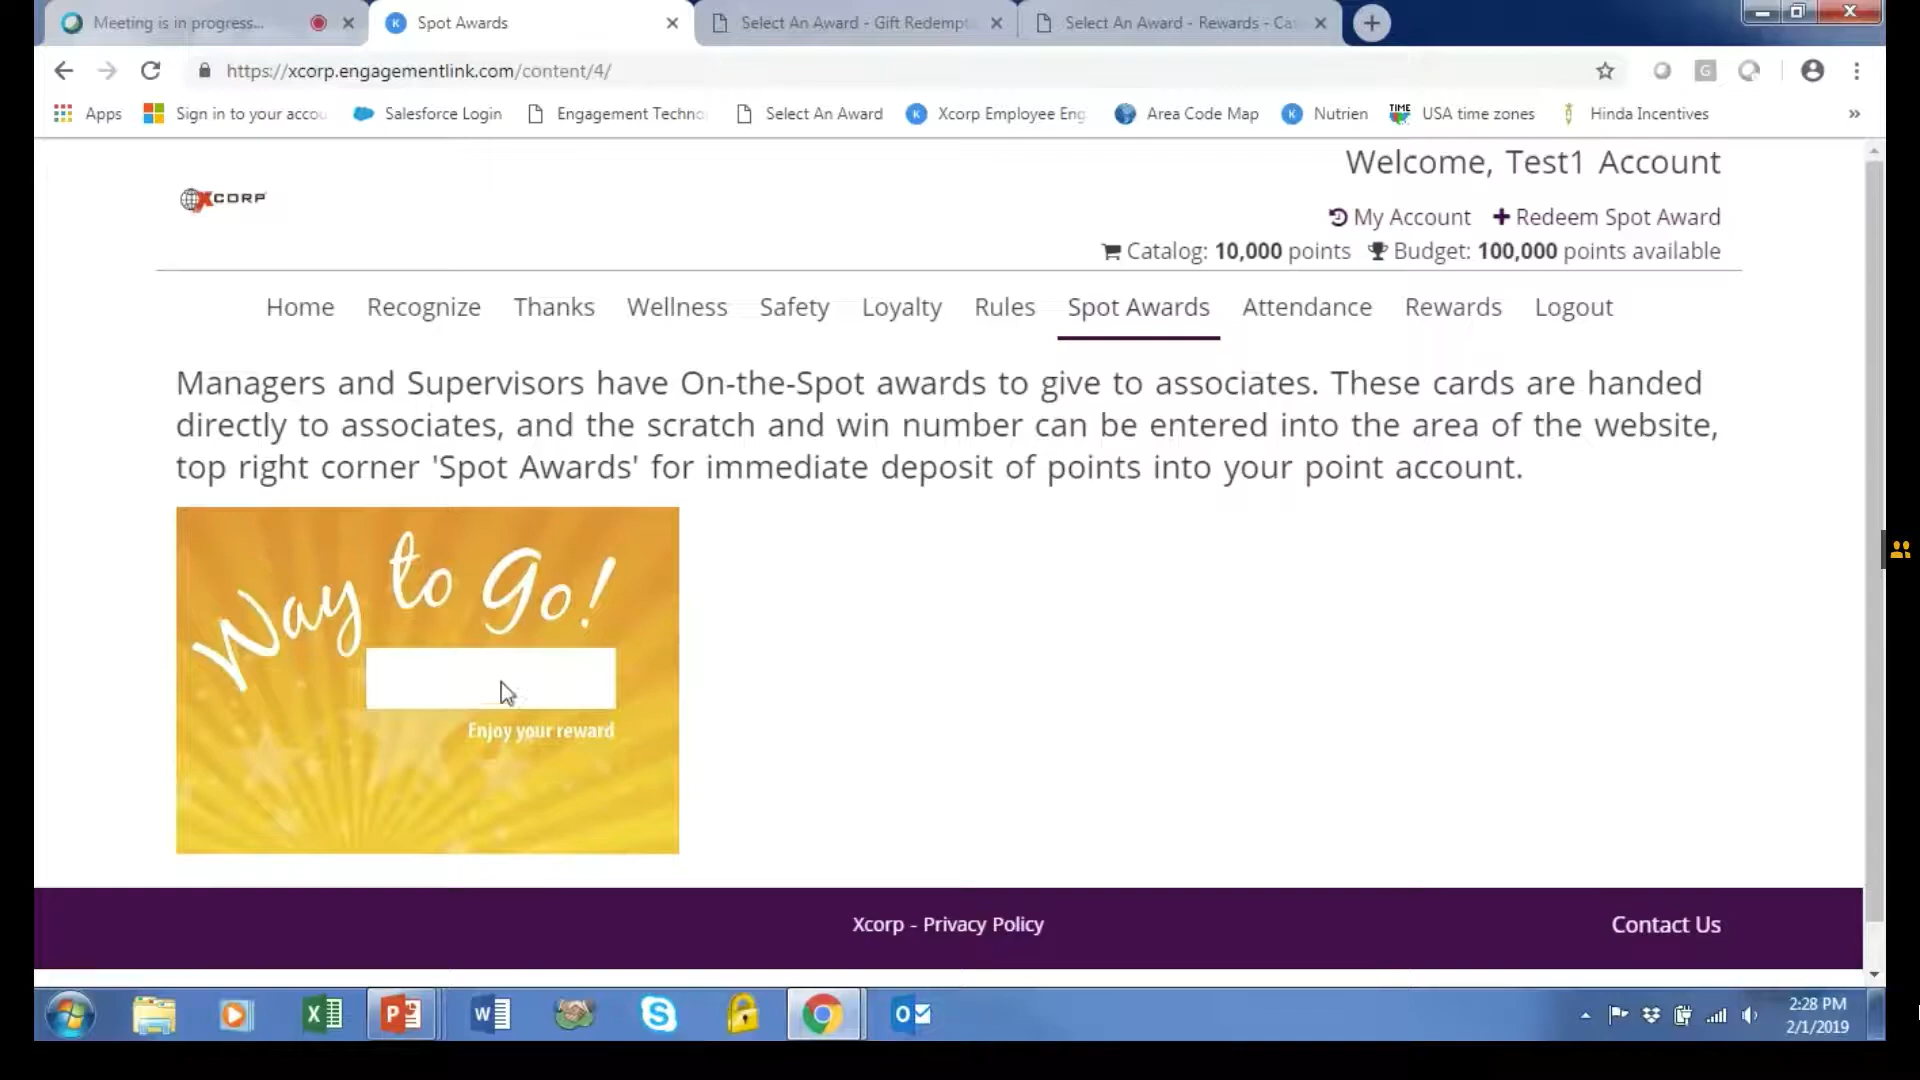 Meeting is in progress...
Spot Awards
Select An Award - Gift Redempt
Select An Award - Rewards - Ca
https://xcorp.engagementlink.com/content/4/
Apps
Sign in to your accou
Salesforce Login
Engagement Techno
Select An Award
Xcorp Employee Eng
Area Code Map
Nutrien
TIME
USA time zones
Hinda Incentives
»
XCORP
Welcome, Test1 Account
My Account
Redeem Spot Award
Catalog: 10,000 points
Budget: 100,000 points available
Home
Recognize
Thanks
Wellness
Safety
Loyalty
Rules
Spot Awards
Attendance
Rewards
Logout
Managers and Supervisors have On-the-Spot awards to give to associates. These cards are handed
directly to associates, and the scratch and win number can be entered into the area of the website,
top right corner 'Spot Awards' for immediate deposit of points into your point account.
Way to Go!
Enjoy your reward
Xcorp - Privacy Policy
Contact Us
2:28 PM
2/1/2019